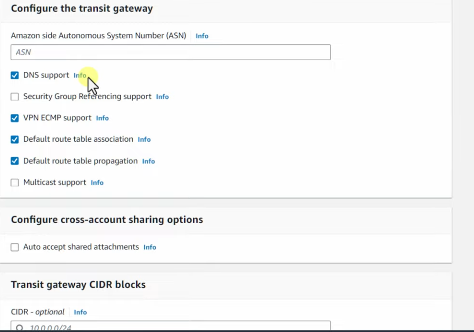 Configure the transit gateway
Amazon side Autonomous System Number (ASN) Info
ASN
DNS support Info
Security Group Referencing support Info
VPN ECMP support Info
Default route table association Info
Default route table propagation Info
Multicast support Info
Configure cross-account sharing options
Auto accept shared attachments Info
Transit gateway CIDR blocks
CIDR - optional Info
10.0.0.0/24